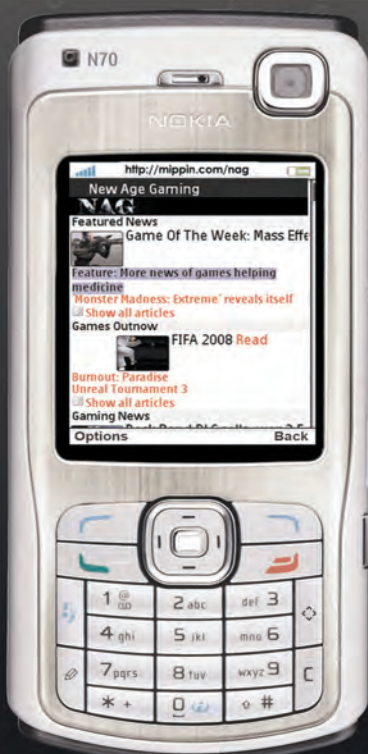 N70
NOKIA
http://mippin.com/nag
New Age Gaming
NAG
Featured News
Game Of The Week: Mass Effe
Feature: More news of games helping
medicine
'Monster Madness: Extreme' reveals itself
Show all articles
Games Outnow
FIFA 2008 Read
Burnout: Paradise
Unreal Tournament 3
Show all articles
Gaming News
Options Back
1 @ 2 abc def 3
4 ghi 5 jkl mno 6
7 pqrs 8 tuv wxyz 9 C
* + 0 #